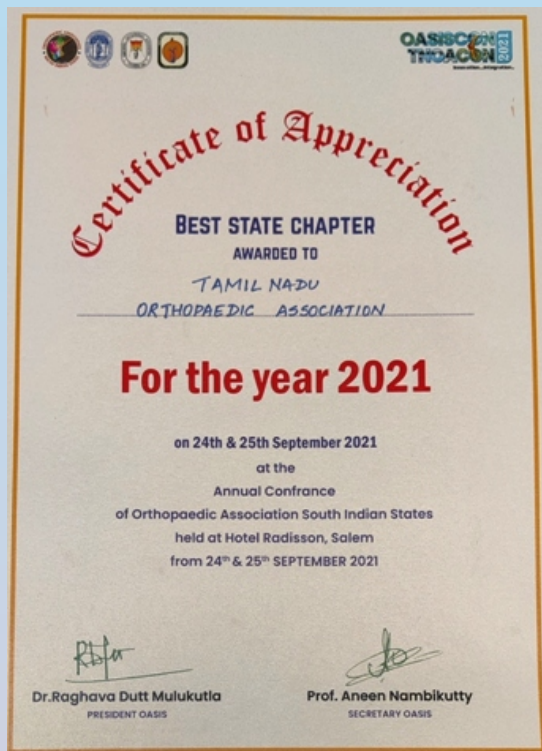 OASISCON
TNOACON
2021
Certificate of Appreciation
BEST STATE CHAPTER
AWARDED TO
TAMIL NADU
ORTHOPAEDIC ASSOCIATION
For the year 2021
on 24th & 25th September 2021
at the
Annual Confrance
of Orthopaedic Association South Indian States
held at Hotel Radisson, Salem
from 24th & 25th SEPTEMBER 2021
Dr.Raghava Dutt Mulukutla
PRESIDENT OASIS
Prof. Aneen Nambikutty
SECRETARY OASIS